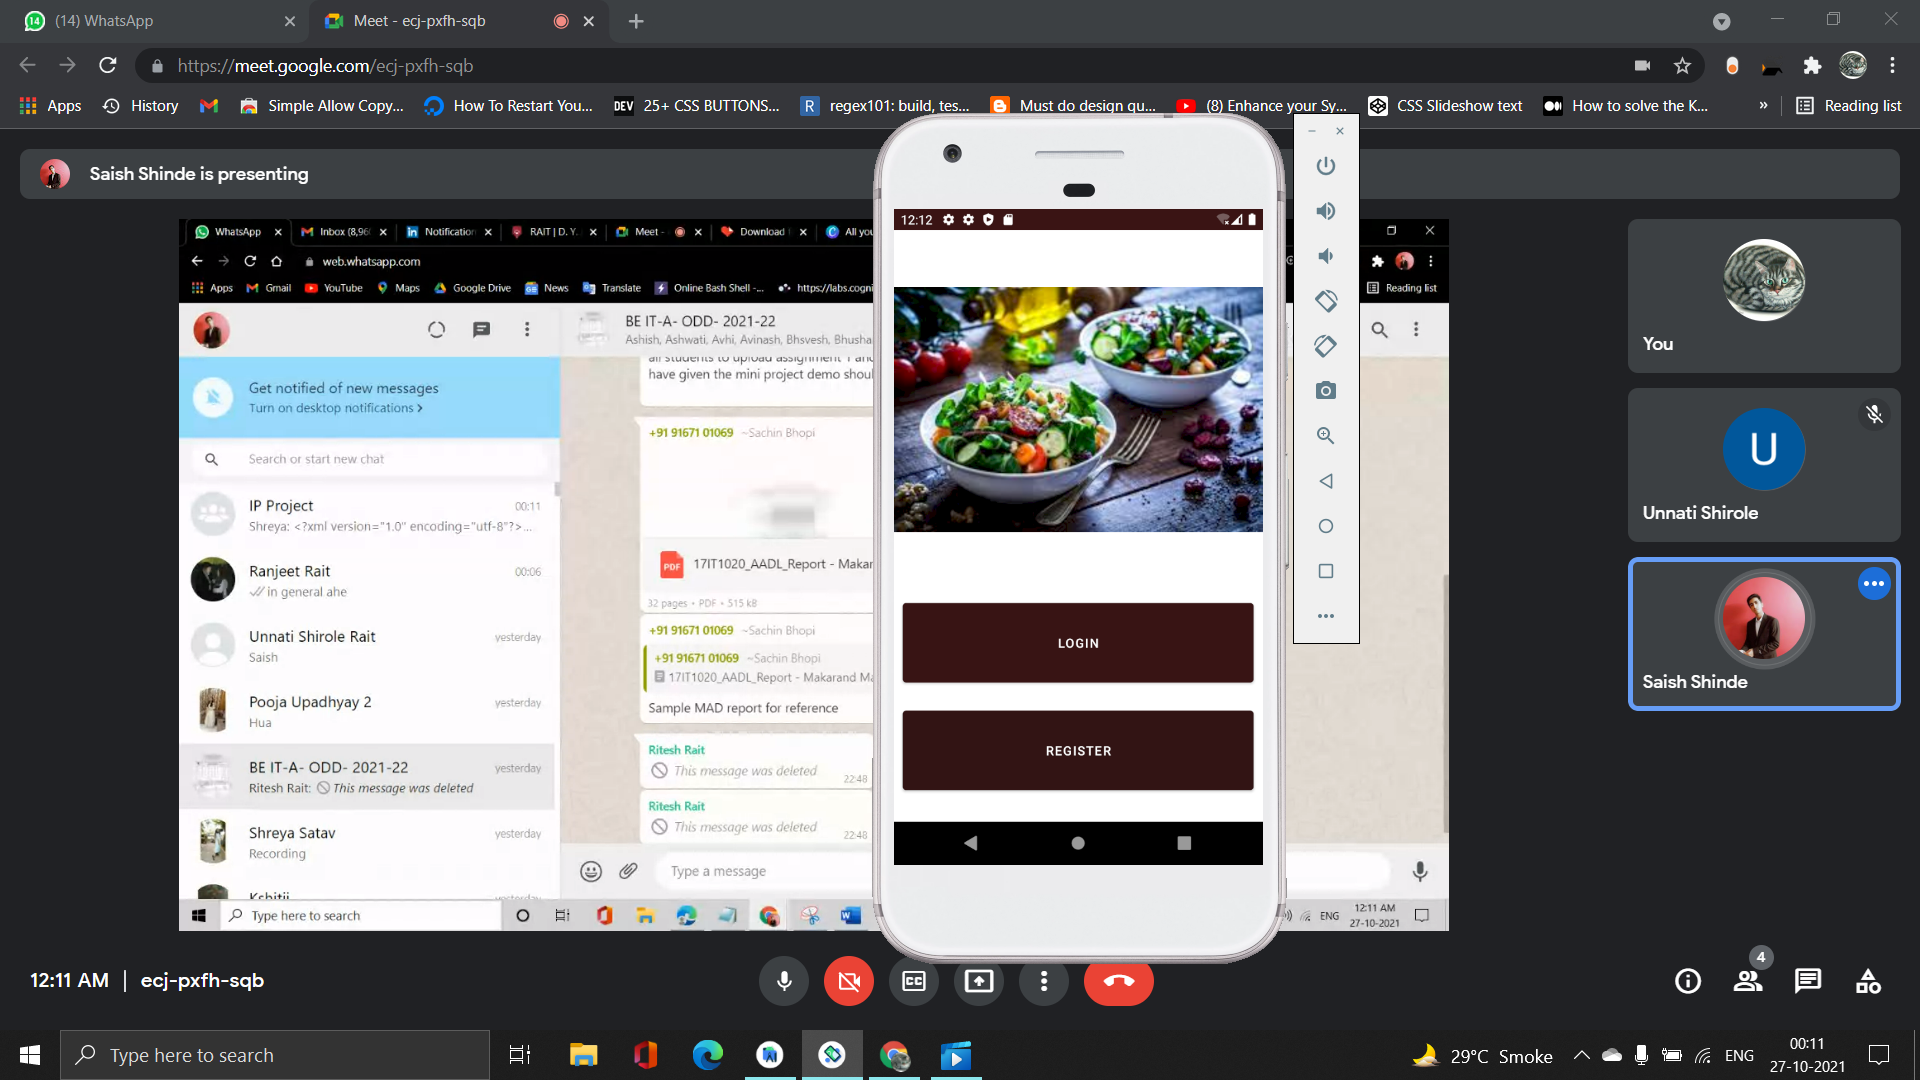 (14) WhatsApp
Meet - ecj-pxfh-sqb
https://meet.google.com/ecj-pxfh-sqb
Apps
History
Simple Allow Copy...
How To Restart You...
DEV
25+ CSS BUTTONS...
R
regex101: build, tes...
Must do design qu...
(8) Enhance your Sy...
CSS Slideshow text
How to solve the K...
»
Reading list
Saish Shinde is presenting
WhatsApp
Inbox (8,96
Notification
RAIT | D. Y.
Meet -
Download
All you
web.whatsapp.com
Apps
Gmail
YouTube
Maps
Google Drive
News
Translate
Online Bash Shell -...
https://labs.cogni
Reading list
BE IT-A- ODD- 2021-22
Ashish, Ashwati, Avhi, Avinash, Bhsvesh, Bhusha
Get notified of new messages
Turn on desktop notifications >
Search or start new chat
IP Project
00:11
Shreya: <?xml version="1.0" encoding="utf-8"?>...
Ranjeet Rait
00:06
in general ahe
Unnati Shirole Rait
yesterday
Saish
Pooja Upadhyay 2
yesterday
Hua
BE IT-A- ODD- 2021-22
yesterday
Ritesh Rait: This message was deleted
Shreya Satav
yesterday
Recording
Kshitij
yesterday
all students to upload assignment 1 and
have given the mini project demo shou
+91 91671 01069 ~Sachin Bhopi
PDF
17IT1020_AADL_Report - Makar
32 pages • PDF • 515 kB
+91 91671 01069 ~Sachin Bhopi
+91 91671 01069 ~Sachin Bhopi
17IT1020_AADL_Report - Makarand Ma
Sample MAD report for reference
Ritesh Rait
This message was deleted
22:48
Ritesh Rait
This message was deleted
22:48
Type a message
Type here to search
ENG
12:11 AM
27-10-2021
12:12
LOGIN
REGISTER
You
U
Unnati Shirole
Saish Shinde
12:11 AM | ecj-pxfh-sqb
CC
4
Type here to search
29°C Smoke
ENG
00:11
27-10-2021